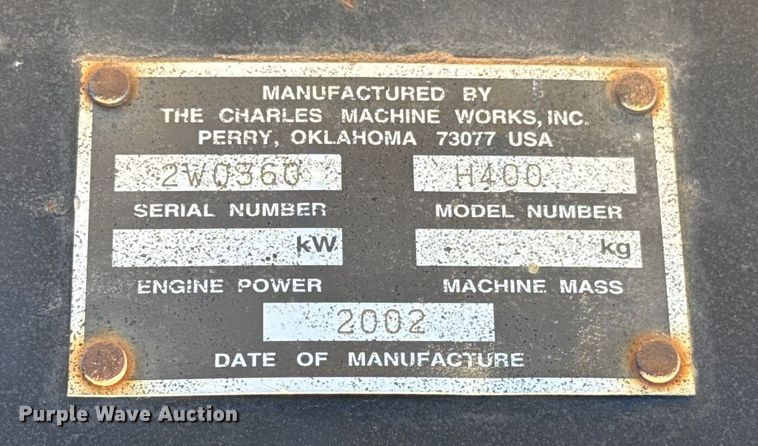 MANUFACTURED BY
THE CHARLES MACHINE WORKS, INC.
PERRY, OKLAHOMA 73077 USA
2W0360 H400
SERIAL NUMBER MODEL NUMBER
kW kg
ENGINE POWER MACHINE MASS
2002
DATE OF MANUFACTURE
Purple Wave Auction